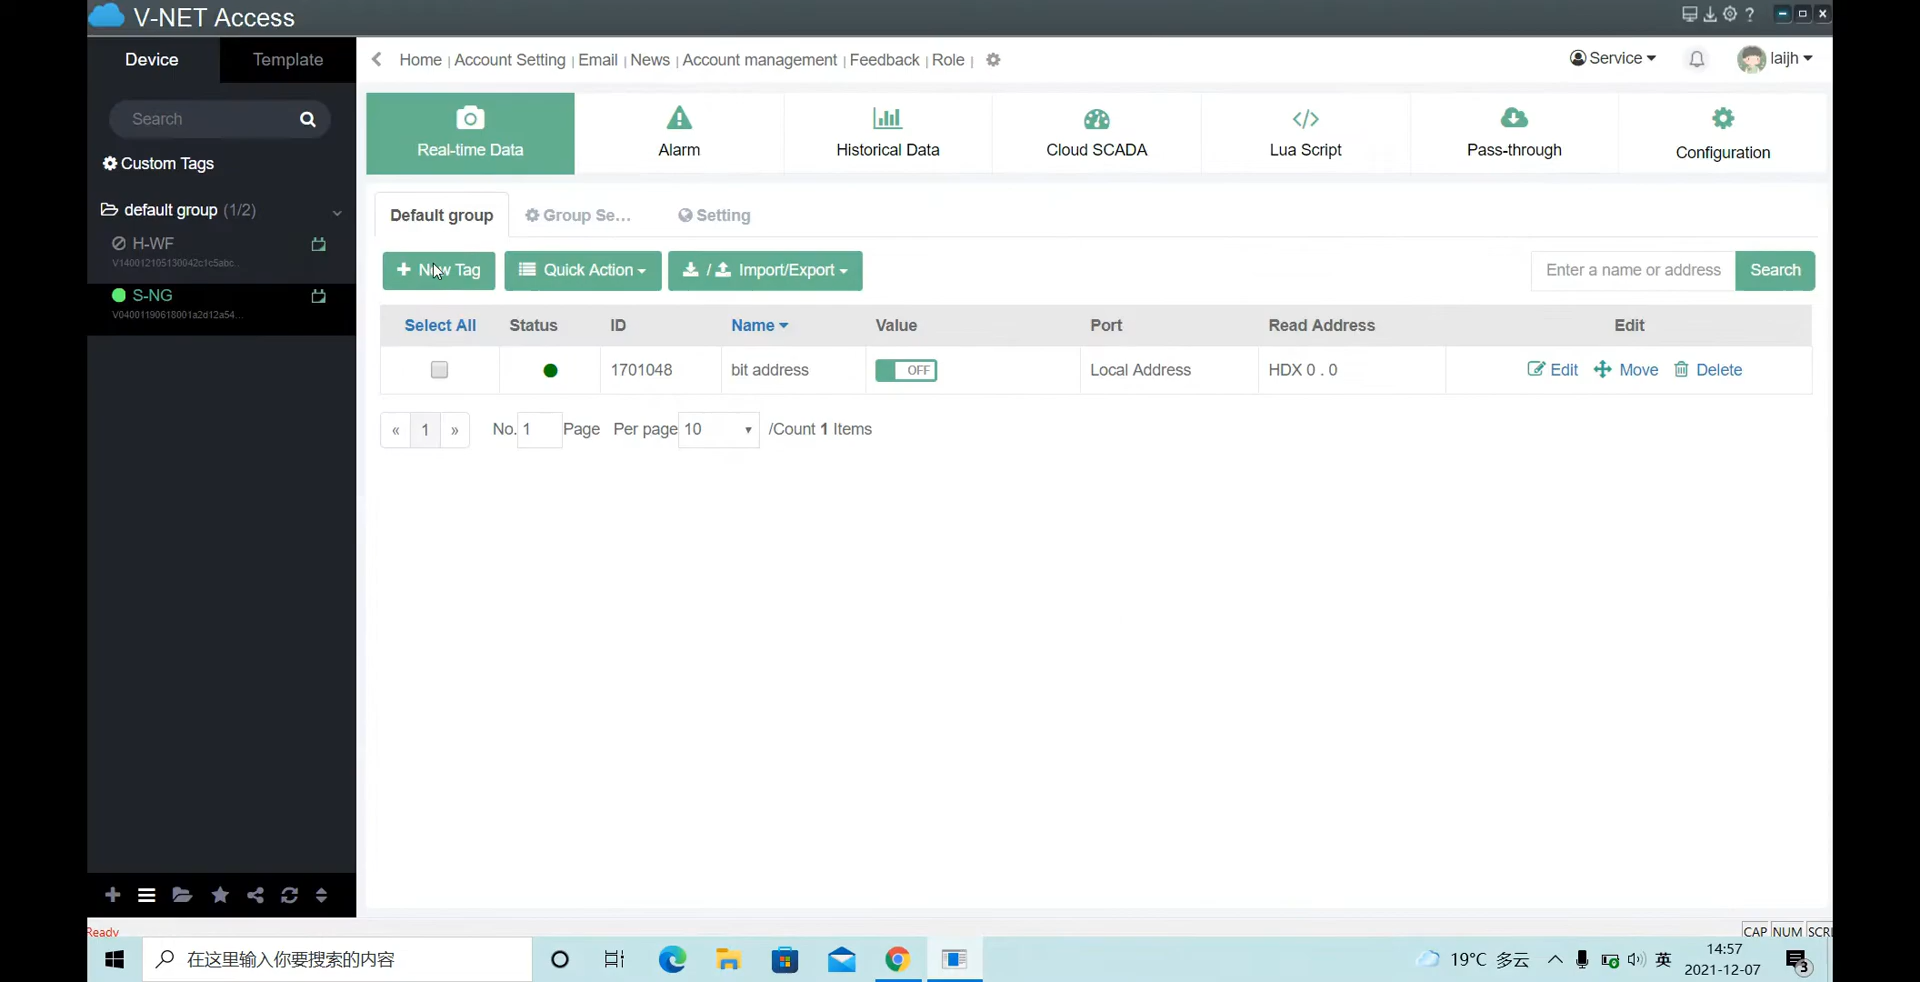 V-NET Access
Device Template
Home | Account Setting | Email | News | Account management | Feedback | Role |
Service laijh
Search
Custom Tags
default group (1/2)
H-WF
V140012105130042c1c5abc...
S-NG
V04001190618001a2d12a54...
Real-time Data Alarm Historical Data Cloud SCADA Lua Script Pass-through Configuration
Default group Group Se... Setting
New Tag Quick Action / Import/Export Enter a name or address Search
Select All Status ID Name Value Port Read Address Edit
1701048 bit address OFF Local Address HDX 0 . 0 Edit Move Delete
« 1 » No. 1 Page Per page 10 /Count 1 Items
Ready CAP NUM SCRL
在这里输入你要搜索的内容
19°C 多云 英 14:57
2021-12-07 3